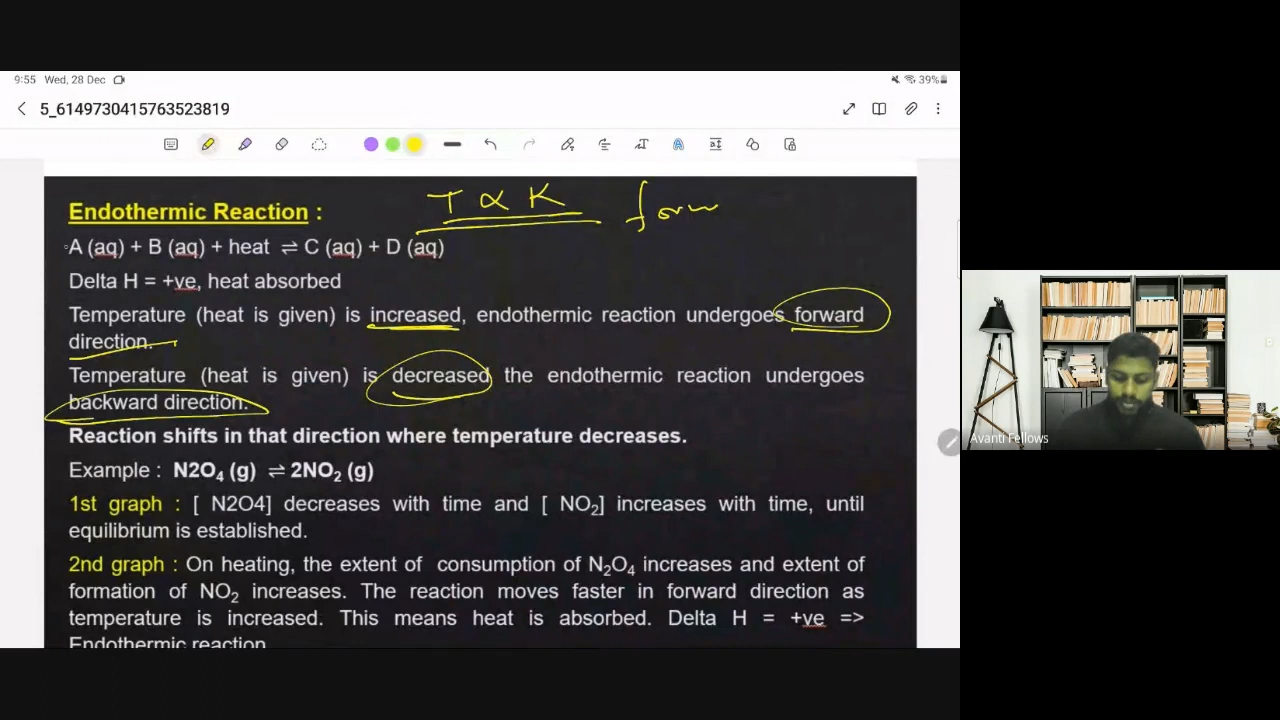 9:55 Wed, 28 Dec 39%
5_6149730415763523819
T ∝ K forw
Endothermic Reaction :
A (aq) + B (aq) + heat ⇌ C (aq) + D (aq)
Delta H = +ve, heat absorbed
Temperature (heat is given) is increased, endothermic reaction undergoes forward
direction.
Temperature (heat is given) is decreased the endothermic reaction undergoes
backward direction.
Reaction shifts in that direction where temperature decreases.
Example : N2O₄ (g) ⇌ 2NO₂ (g)
1st graph : [ N2O4] decreases with time and [ NO₂] increases with time, until
equilibrium is established.
2nd graph : On heating, the extent of consumption of N₂O₄ increases and extent of
formation of NO₂ increases. The reaction moves faster in forward direction as
temperature is increased. This means heat is absorbed. Delta H = +ve =>
Endothermic reaction
Avanti Fellows